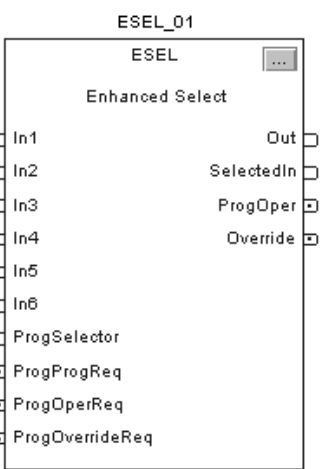 ESEL_01
ESEL ...
Enhanced Select
In1 Out
In2 SelectedIn
In3 ProgOper
In4 Override
In5
In6
ProgSelector
ProgProgReq
ProgOperReq
ProgOverrideReq